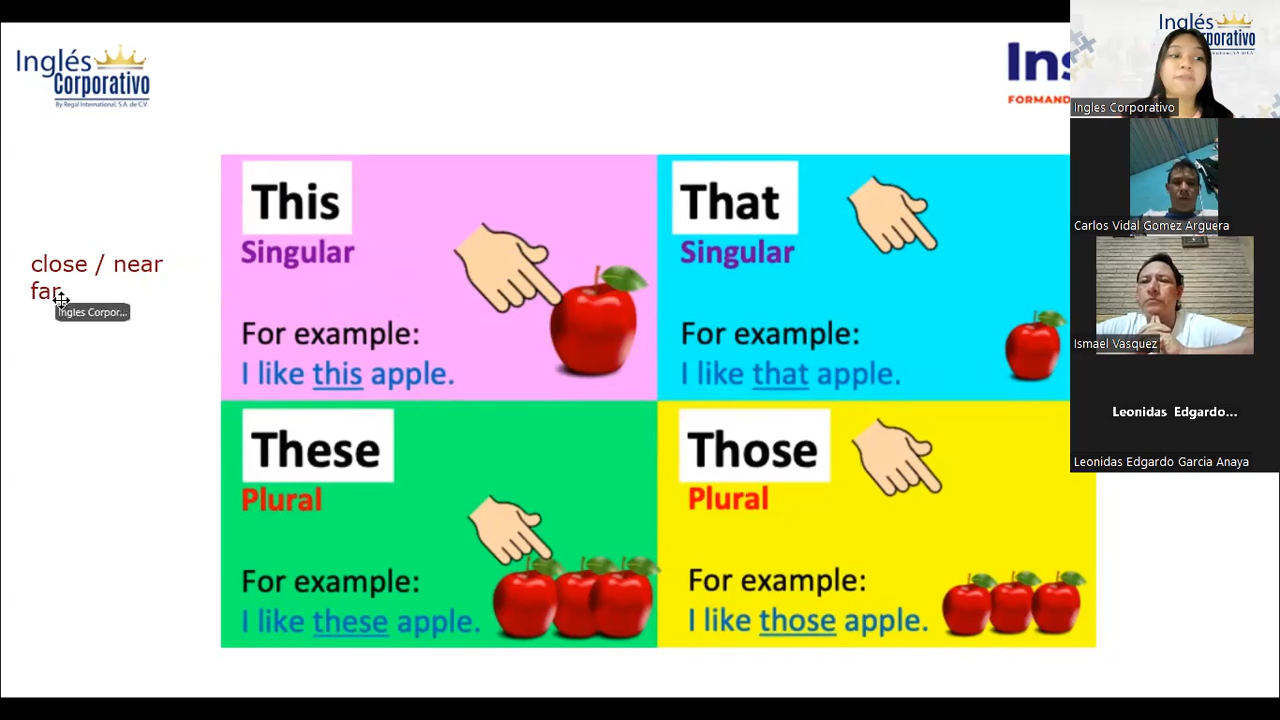 Inglés
Corporativo
By Regal International, S.A. de C.V.
Ins
FORMAND
close / near
far
Ingles Corpor...
This
Singular
For example:
I like this apple.
That
Singular
For example:
I like that apple.
These
Plural
For example:
I like these apple.
Those
Plural
For example:
I like those apple.
Inglés
rporativo
Ingles Corporativo
Carlos Vidal Gomez Arguera
Ismael Vasquez
Leonidas Edgardo...
Leonidas Edgardo Garcia Anaya